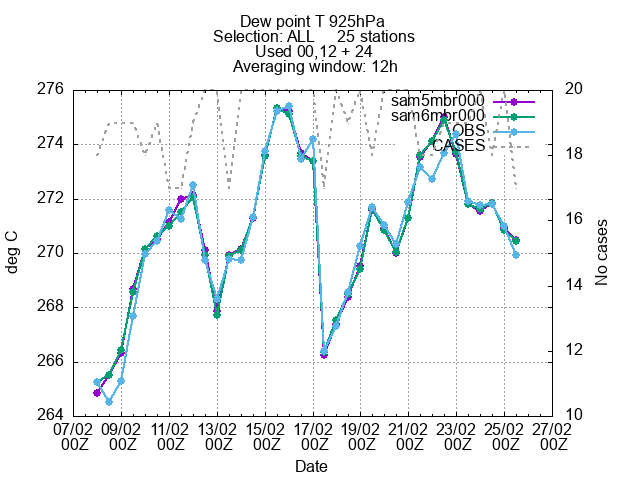 Dew point T 925hPa
Selection: ALL 25 stations
Used 00,12 + 24
Averaging window: 12h
276
274
272
270
268
266
264
deg C
20
18
16
14
12
10
No cases
sam5mbr000
sam6mbr000
OBS
CASES
07/02 09/02 11/02 13/02 15/02 17/02 19/02 21/02 23/02 25/02 27/02
00Z 00Z 00Z 00Z 00Z 00Z 00Z 00Z 00Z 00Z 00Z
Date